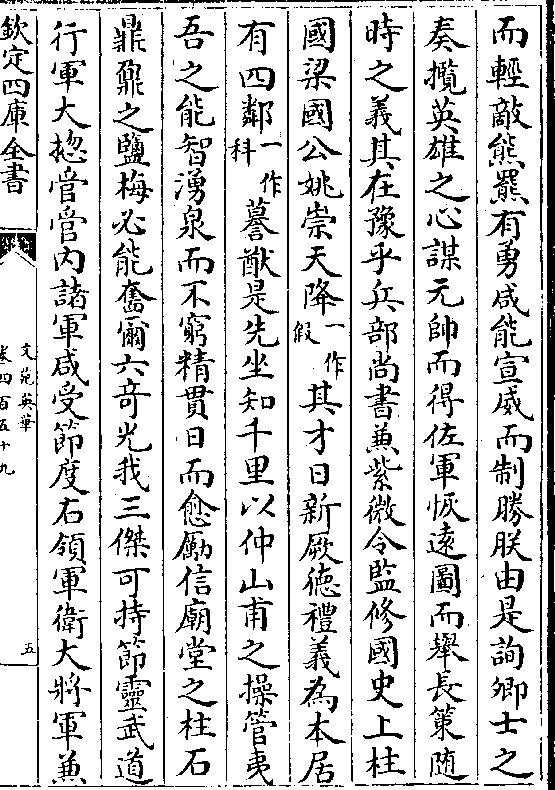 而輕敵熊羆有勇咸能宣威而制勝朕由是詢卿士之
奏攬英雄之心謀元帥而得佐軍恢遠圖而舉長策随
時之義其在豫乎兵部尚書兼紫微令監修國史上柱
國梁國公姚崇天降一作假其才日新厥徳禮義為本居
有四鄰一作科謩猷是先坐知千里以仲山甫之操管夷
吾之能智湧泉而不窮精貫日而愈勵信廟堂之柱石
鼎鼐之鹽梅必能奮爾六竒光我三傑可持節靈武道
行軍大揔管管内諸軍咸受節度右領軍衛大將軍兼
欽定四庫全書
文苑英華
卷四百五十九
五